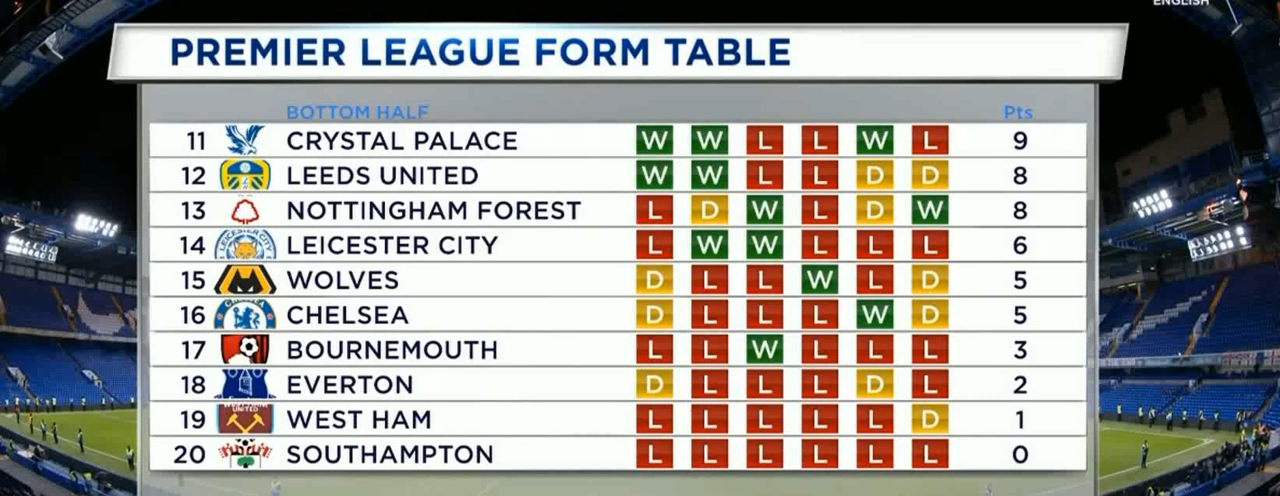 ENGLISH
PREMIER LEAGUE FORM TABLE
BOTTOM HALF Pts
11 CRYSTAL PALACE W W L L W L 9
12 LEEDS UNITED W W L L D D 8
13 NOTTINGHAM FOREST L D W L D W 8
14 LEICESTER CITY L W W L L L 6
15 WOLVES D L L W L D 5
16 CHELSEA D L L L W D 5
17 BOURNEMOUTH L L W L L L 3
18 EVERTON D L L L D L 2
19 WEST HAM L L L L L D 1
20 SOUTHAMPTON L L L L L L 0